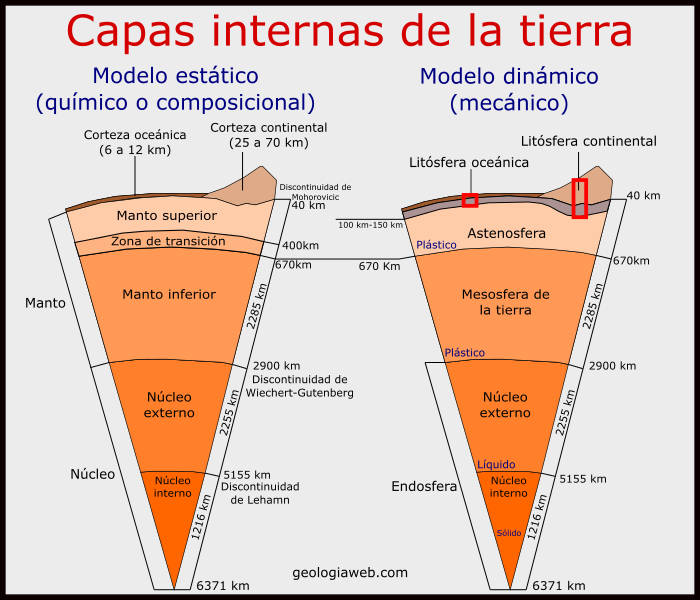 Capas internas de la tierra
Modelo estático
(químico o composicional)
Corteza oceánica
(6 a 12 km)
Corteza continental
(25 a 70 km)
Discontinuidad de
Mohorovicic
40 km
Manto superior
Zona de transición
400km
670km
Manto inferior
Manto
2285 km
2900 km
Discontinuidad de
Wiechert-Gutenberg
Núcleo
externo
2255 km
Núcleo
5155 km
Discontinuidad
de Lehamn
Núcleo
interno
1216 km
6371 km
Modelo dinámico
(mecánico)
Litósfera continental
Litósfera oceánica
40 km
100 km-150 km
Astenosfera
Plástico
670 Km
670km
Mesosfera de
la tierra
2285 km
Plástico
2900 km
Núcleo
externo
2255 km
Líquido
5155 km
Endosfera
Núcleo
interno
1216 km
Sólido
6371 km
geologiaweb.com